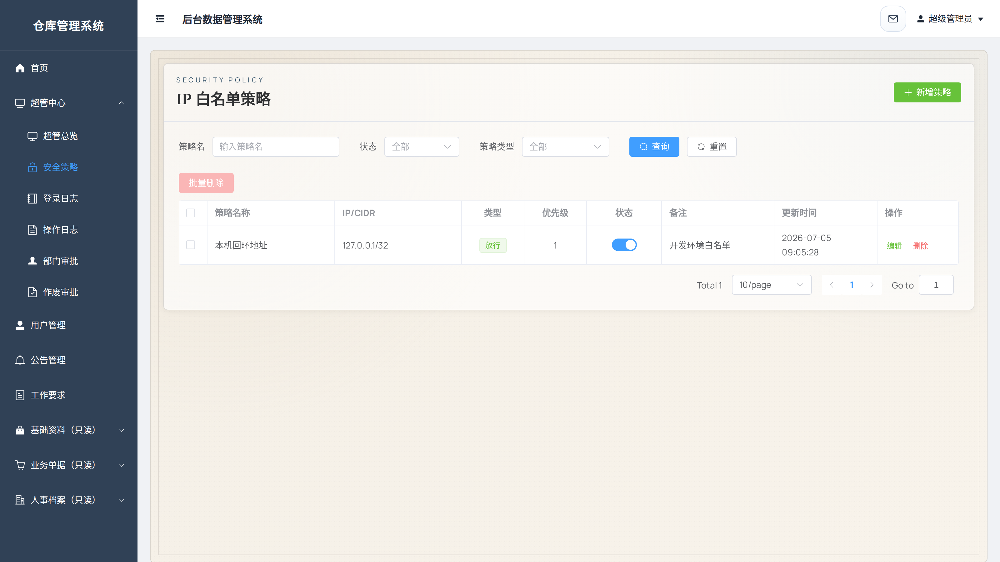 仓库管理系统
首页
超管中心
超管总览
安全策略
登录日志
操作日志
部门审批
作废审批
用户管理
公告管理
工作要求
基础资料（只读）
业务单据（只读）
人事档案（只读）
后台数据管理系统
超级管理员
SECURITY POLICY
IP 白名单策略
新增策略
策略名 输入策略名 状态 全部 策略类型 全部 查询 重置
批量删除
策略名称 IP/CIDR 类型 优先级 状态 备注 更新时间 操作
本机回环地址 127.0.0.1/32 放行 1 开发环境白名单 2026-07-05 09:05:28 编辑 删除
Total 1 10/page 1 Go to 1